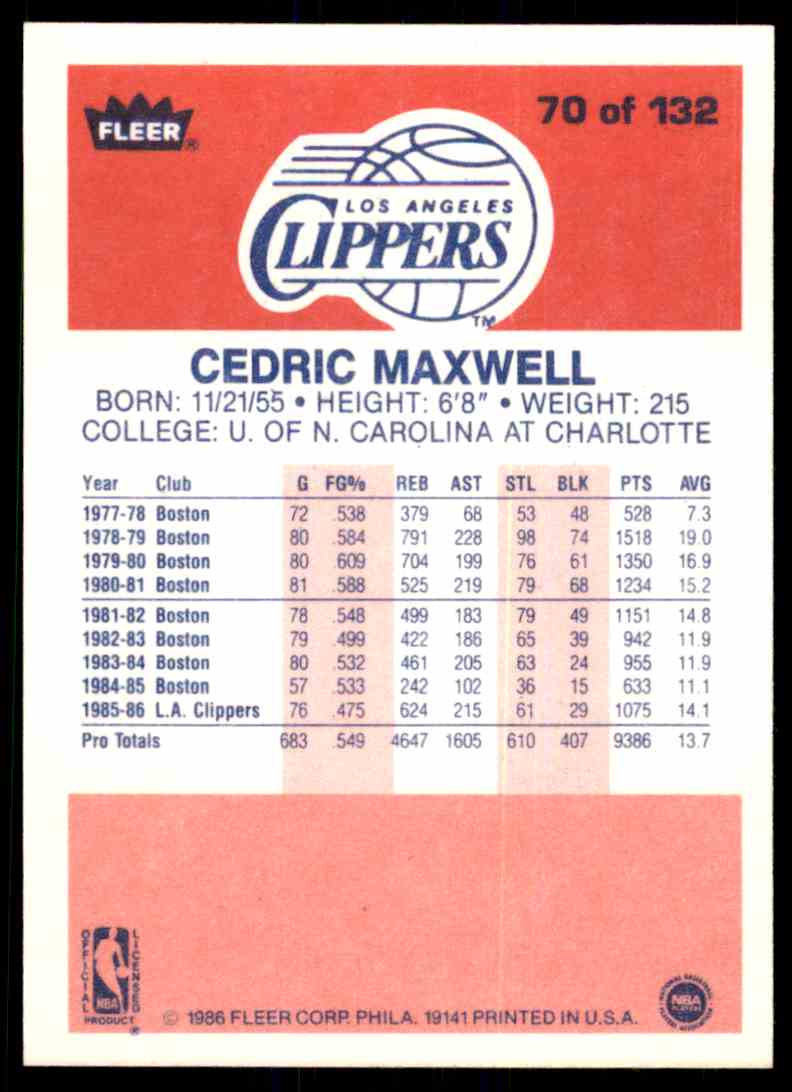 FLEER®
70 of 132
LOS ANGELES
CLIPPERS
TM
CEDRIC MAXWELL
BORN: 11/21/55 • HEIGHT: 6'8" • WEIGHT: 215
COLLEGE: U. OF N. CAROLINA AT CHARLOTTE
Year Club G FG% REB AST STL BLK PTS AVG
1977-78 Boston 72 .538 379 68 53 48 528 7.3
1978-79 Boston 80 .584 791 228 98 74 1518 19.0
1979-80 Boston 80 .609 704 199 76 61 1350 16.9
1980-81 Boston 81 .588 525 219 79 68 1234 15.2
1981-82 Boston 78 .548 499 183 79 49 1151 14.8
1982-83 Boston 79 .499 422 186 65 39 942 11.9
1983-84 Boston 80 .532 461 205 63 24 955 11.9
1984-85 Boston 57 .533 242 102 36 15 633 11.1
1985-86 L.A. Clippers 76 .475 624 215 61 29 1075 14.1
Pro Totals 683 .549 4647 1605 610 407 9386 13.7
OFFICIAL
LICENSED
NBA
PRODUCT
®
© 1986 FLEER CORP. PHILA. 19141 PRINTED IN U.S.A.
NATIONAL BASKETBALL
NBA
PLAYERS
PLAYERS ASSOCIATION